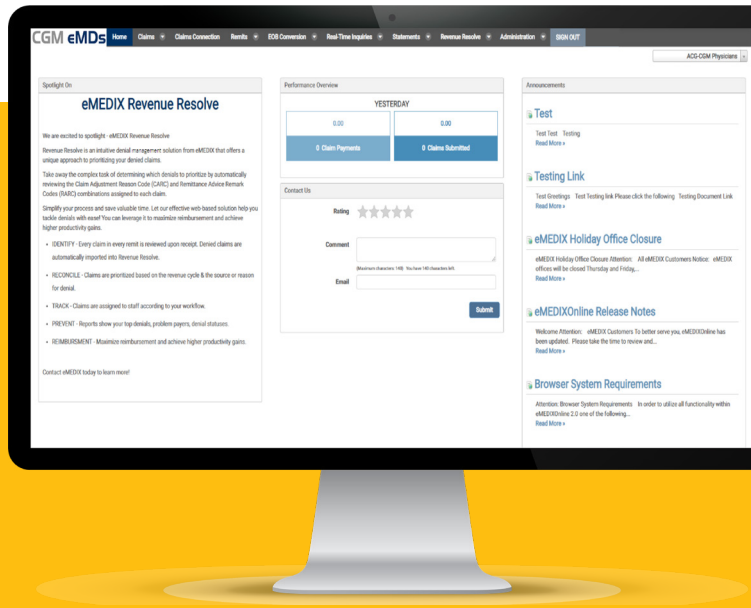 CGM eMDs Home Claims Claims Connection Remits EOB Conversion Real-Time Inquiries Statements Revenue Resolve Administration SIGN OUT
ACG-CGM Physicians
Spotlight On
eMEDIX Revenue Resolve
We are excited to spotlight - eMEDIX Revenue Resolve
Revenue Resolve is an intuitive denial management solution from eMEDIX that offers a
unique approach to prioritizing your denied claims.
Take away the complex task of determining which denials to prioritize by automatically
reviewing the Claim Adjustment Reason Code (CARC) and Remittance Advice Remark
Codes (RARC) combinations assigned to each claim.
Simplify your process and save valuable time. Let our effective web based solution help you
tackle denials with ease! You can leverage it to maximize reimbursement and achieve
higher productivity gains.
• IDENTIFY - Every claim in every remit is reviewed upon receipt. Denied claims are
automatically imported into Revenue Resolve.
• RECONCILE - Claims are prioritized based on the revenue cycle & the source or reason
for denial.
• TRACK - Claims are assigned to staff according to your workflow.
• PREVENT - Reports show your top denials, problem payers, denial statuses.
• REIMBURSMENT - Maximize reimbursement and achieve higher productivity gains.
Contact eMEDIX today to learn more!
Performance Overview
YESTERDAY
0.00 0.00
0 Claim Payments 0 Claims Submitted
Contact Us
Rating
Comment
(Maximum characters: 140) You have 140 characters left.
Email
Submit
Announcements
Test
Test Test Testing
Read More »
Testing Link
Test Greetings: Test Testing link Please click the following Testing Document Link
Read More »
eMEDIX Holiday Office Closure
eMEDIX Holiday Office Closure Attention: All eMEDIX Customers Notice: eMEDIX
offices will be closed Thursday and Friday,...
Read More »
eMEDIXOnline Release Notes
Welcome Attention: eMEDIX Customers To better serve you, eMEDIXOnline has
been updated. Please take the time to review and...
Read More »
Browser System Requirements
Attention: Browser System Requirements In order to utilize all functionality within
eMEDIXOnline 2.0 one of the following...
Read More »